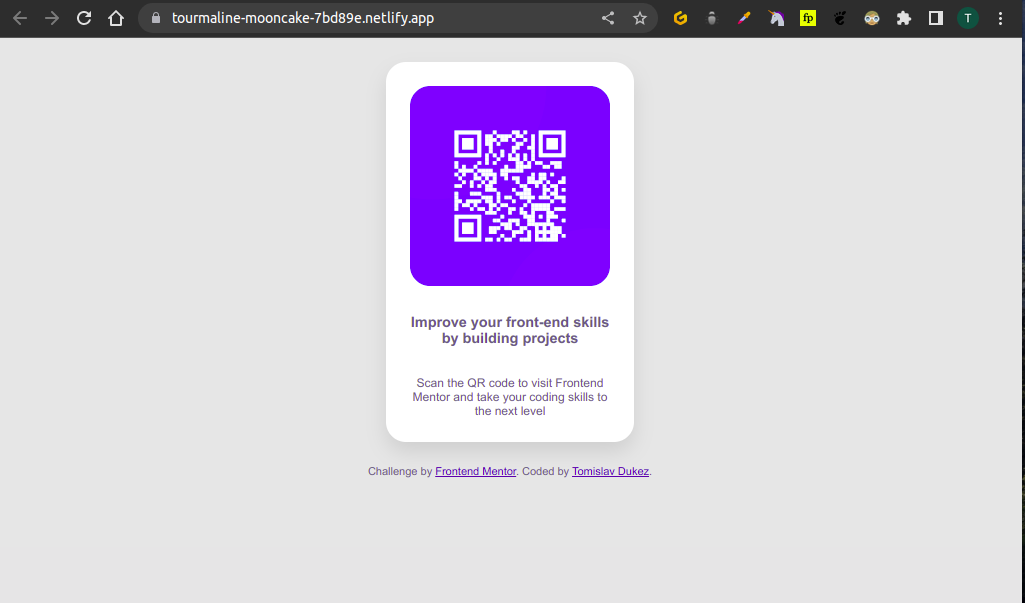 tourmaline-mooncake-7bd89e.netlify.app
fp
T
Improve your front-end skills
by building projects
Scan the QR code to visit Frontend
Mentor and take your coding skills to
the next level
Challenge by Frontend Mentor. Coded by Tomislav Dukez.